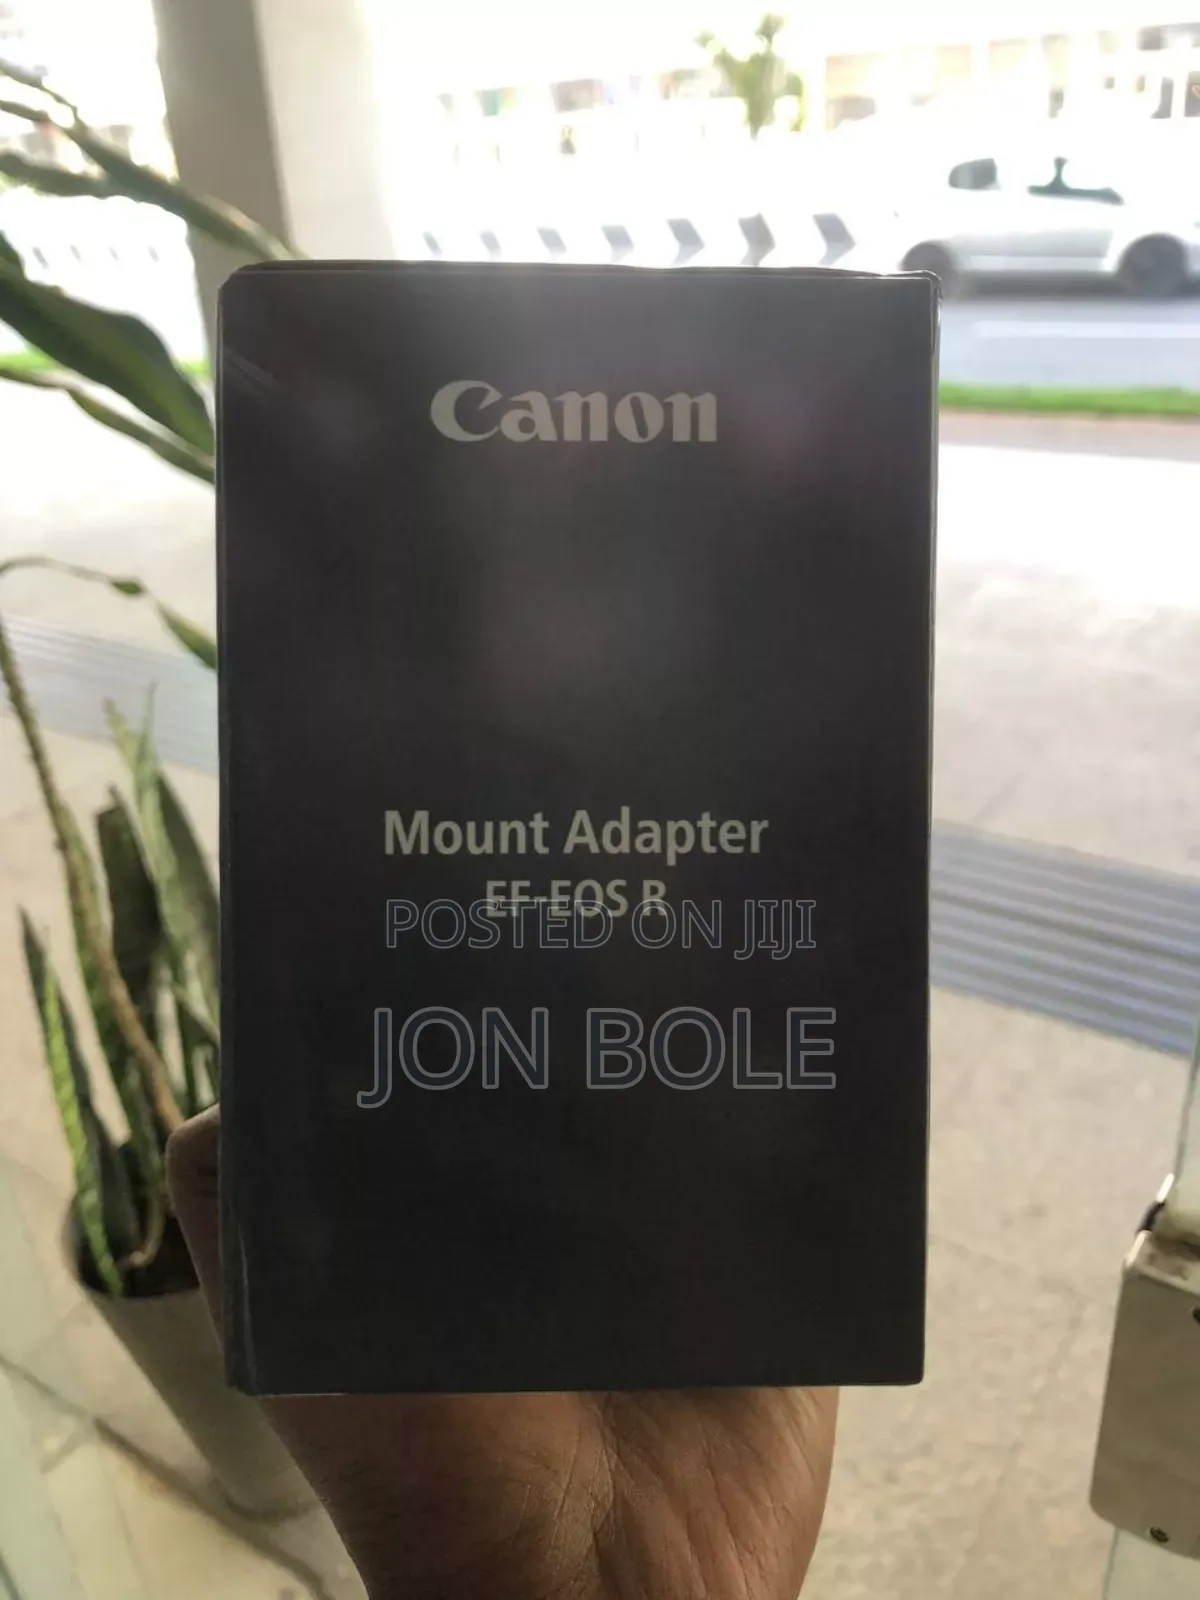 Canon
Mount Adapter
EF-EOS R
POSTED ON JIJI
JON BOLE